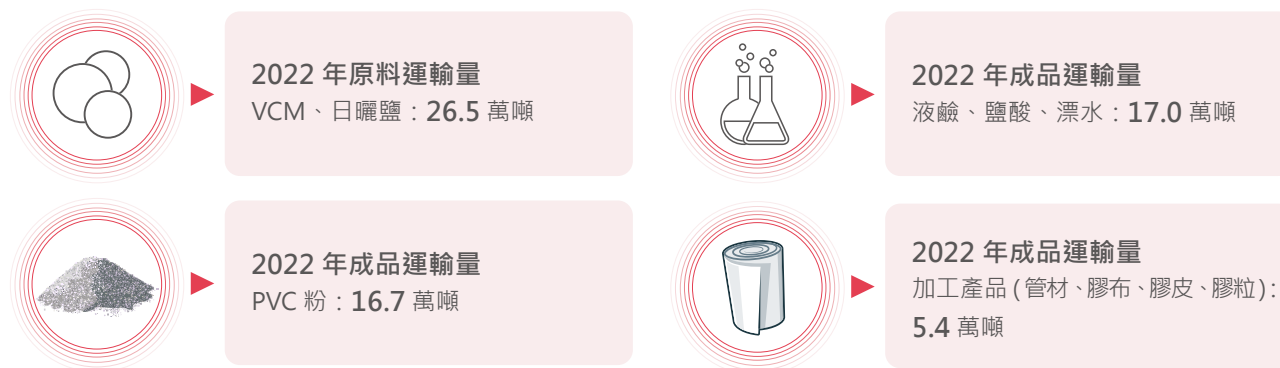 2022 年原料運輸量
VCM、日曬鹽：26.5 萬噸
2022 年成品運輸量
液鹼、鹽酸、漂水：17.0 萬噸
2022 年成品運輸量
PVC 粉：16.7 萬噸
2022 年成品運輸量
加工產品 (管材、膠布、膠皮、膠粒)：
5.4 萬噸